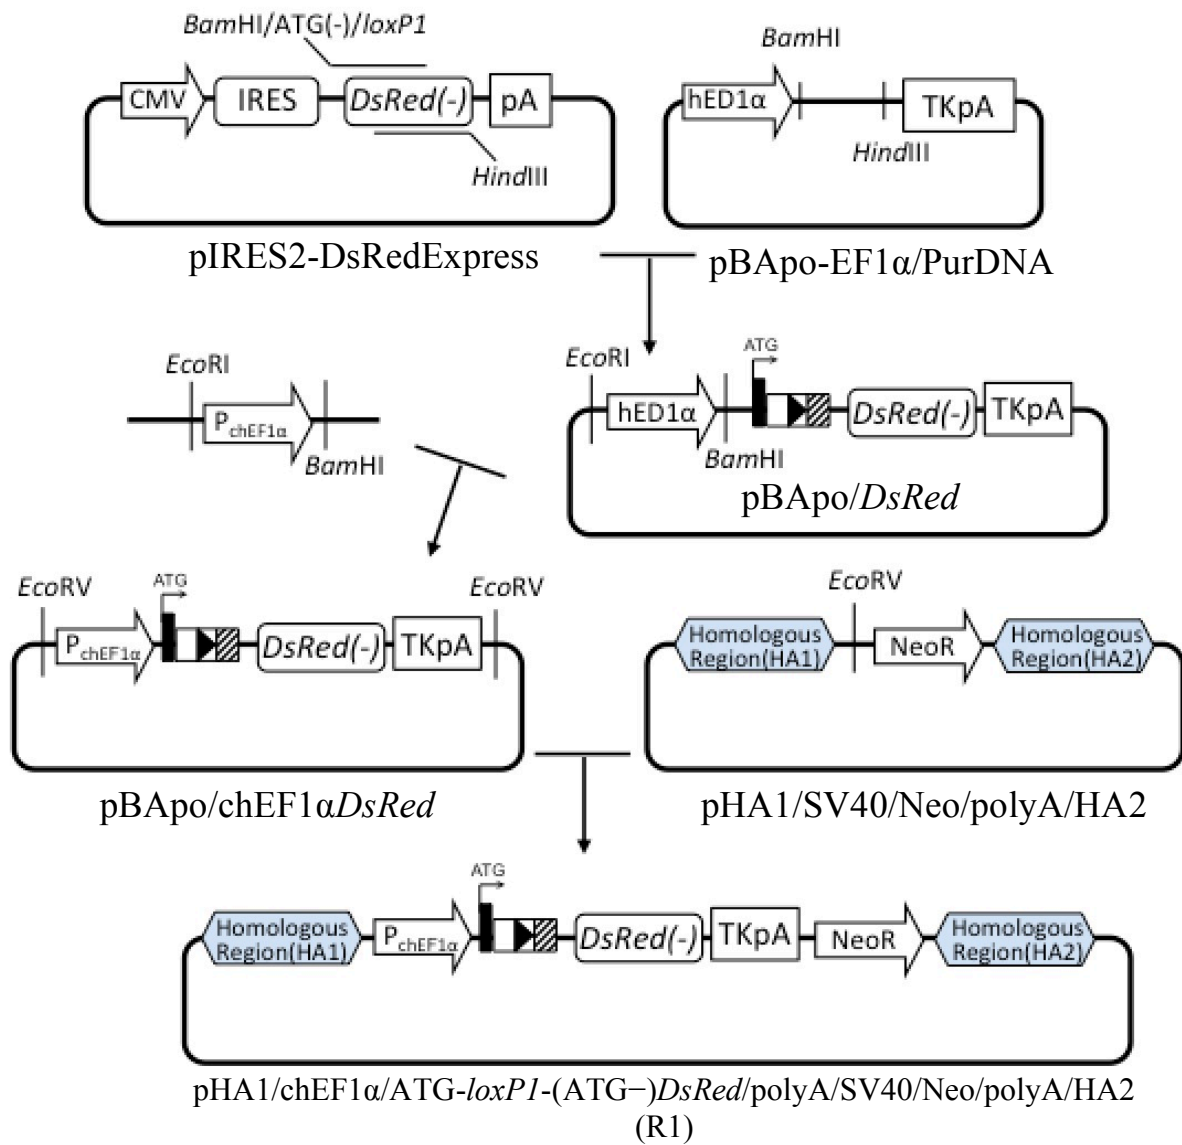 BamHI/ATG(-)/loxP1
CMV
IRES
DsRed(-)
pA
HindIII
pIRES2-DsRedExpress
BamHI
hED1α
TKpA
HindIII
pBApo-EF1α/PurDNA
EcoRI
PchEF1α
BamHI
EcoRI
ATG
hED1α
DsRed(-)
TKpA
BamHI
pBApo/DsRed
EcoRV
ATG
EcoRV
PchEF1α
DsRed(-)
TKpA
pBApo/chEF1αDsRed
EcoRV
Homologous
Region(HA1)
NeoR
Homologous
Region(HA2)
pHA1/SV40/Neo/polyA/HA2
ATG
Homologous
Region(HA1)
PchEF1α
DsRed(-)
TKpA
NeoR
Homologous
Region(HA2)
pHA1/chEF1α/ATG-loxP1-(ATG−)DsRed/polyA/SV40/Neo/polyA/HA2
(R1)